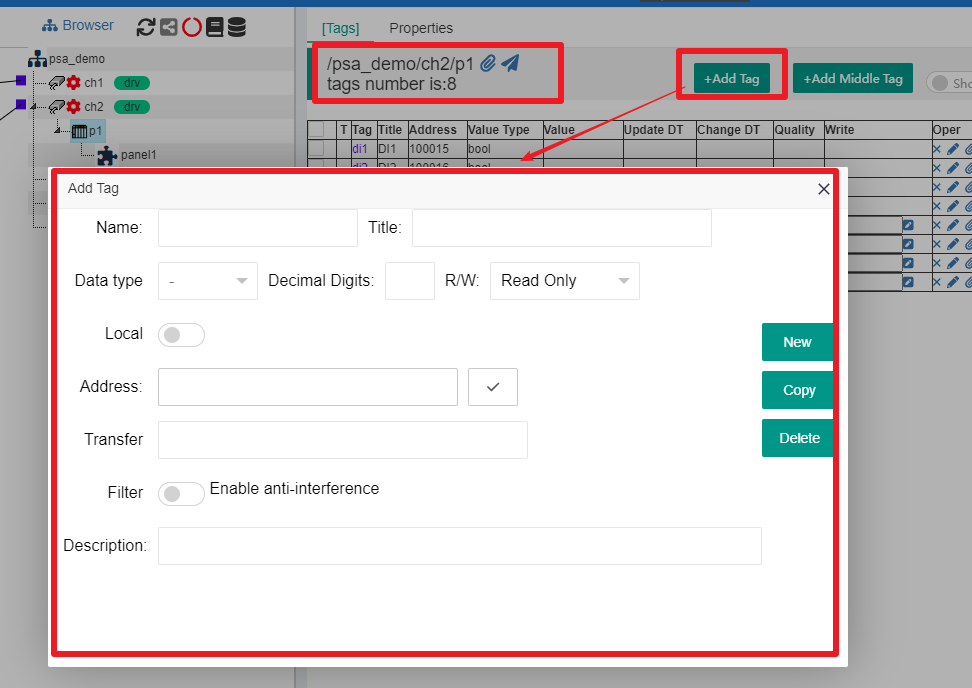 Browser
[Tags] Properties
psa_demo
ch1 drv
ch2 drv
p1
panel1
/psa_demo/ch2/p1
tags number is:8
+Add Tag +Add Middle Tag Sho
T Tag Title Address Value Type Value Update DT Change DT Quality Write Oper
di1 DI1 100015 bool
di2 DI2 100016 bool
Add Tag
Name: Title:
Data type - Decimal Digits: R/W: Read Only
Local
New
Address:
Copy
Transfer
Delete
Filter Enable anti-interference
Description: